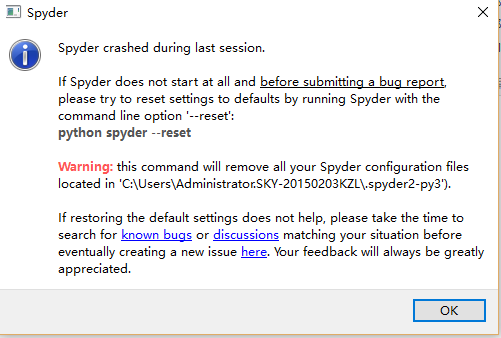 Spyder
Spyder crashed during last session.
If Spyder does not start at all and before submitting a bug report,
please try to reset settings to defaults by running Spyder with the
command line option '--reset':
python spyder --reset
Warning: this command will remove all your Spyder configuration files
located in 'C:\Users\Administrator.SKY-20150203KZL\.spyder2-py3').
If restoring the default settings does not help, please take the time to
search for known bugs or discussions matching your situation before
eventually creating a new issue here. Your feedback will always be greatly
appreciated.
OK